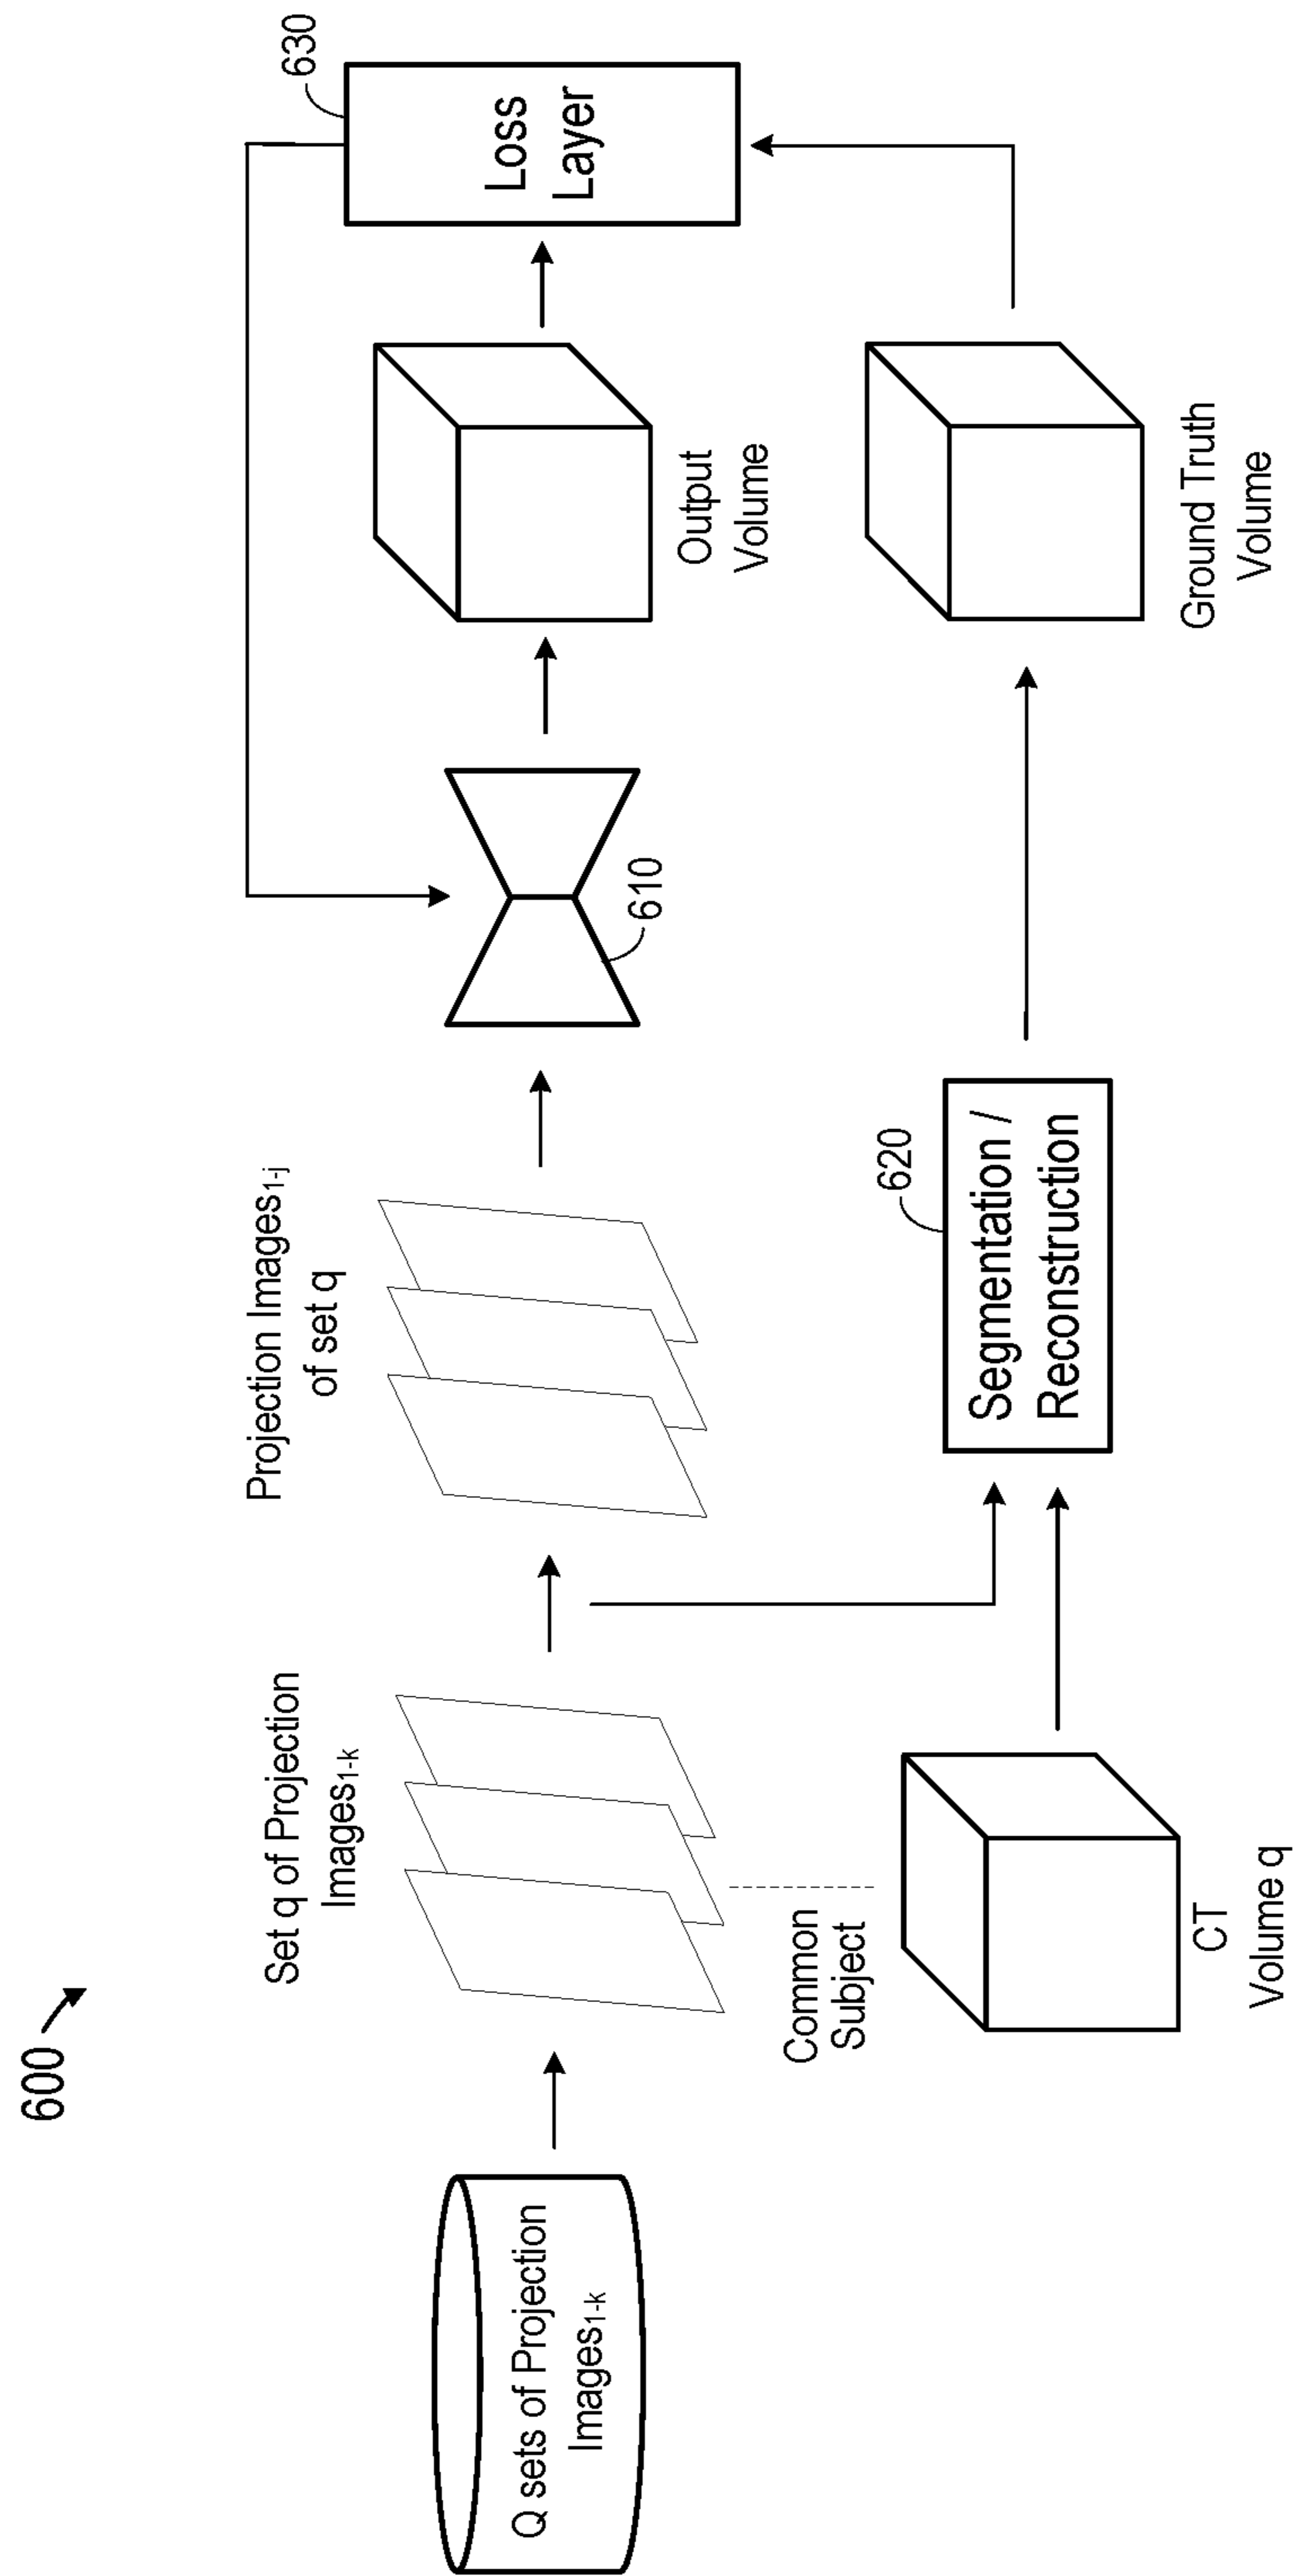 600
Q sets of Projection
Images1-k
Set q of Projection
Images1-k
Common
Subject
CT
Volume q
Projection Images1-j
of set q
620
Segmentation /
Reconstruction
610
Output
Volume
Ground Truth
Volume
630
Loss
Layer